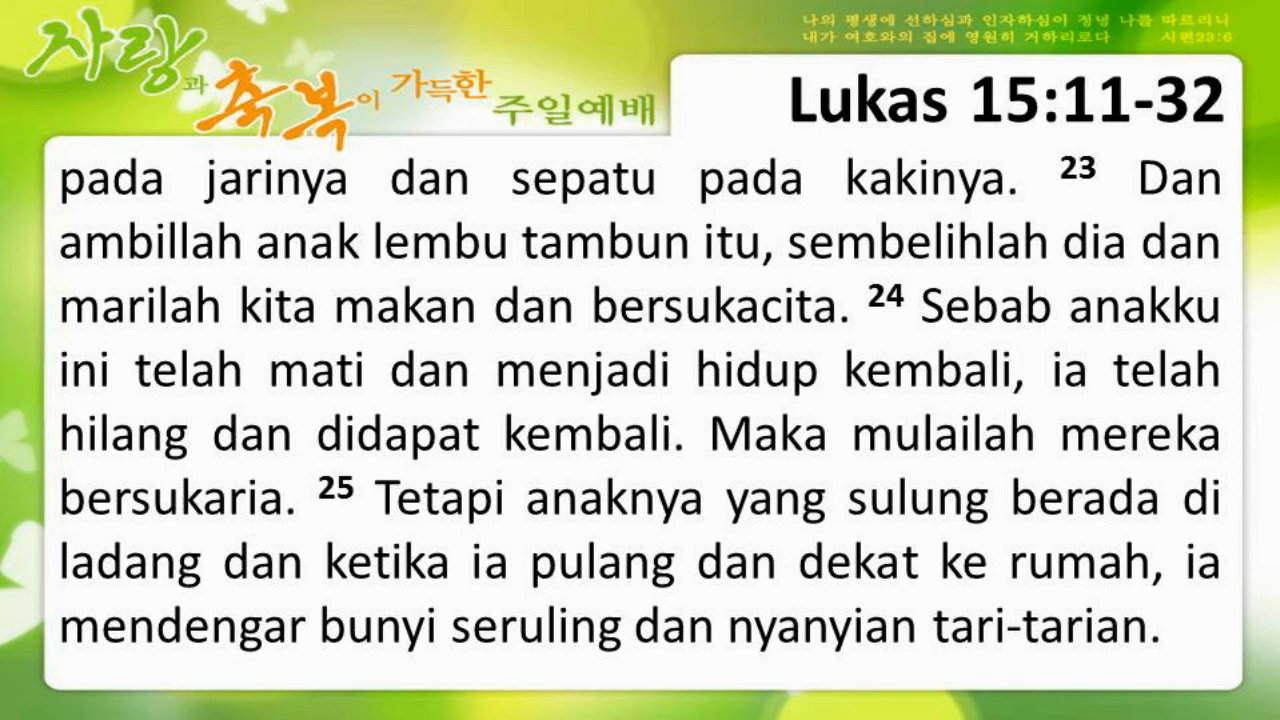 나의 평생에 선하심과 인자하심이 정녕 나를 따르리니
내가 여호와의 집에 영원히 거하리로다 시편23:6
자랑과 축복이 가득한 주일예배
Lukas 15:11-32
pada jarinya dan sepatu pada kakinya. 23 Dan
ambillah anak lembu tambun itu, sembelihlah dia dan
marilah kita makan dan bersukacita. 24 Sebab anakku
ini telah mati dan menjadi hidup kembali, ia telah
hilang dan didapat kembali. Maka mulailah mereka
bersukaria. 25 Tetapi anaknya yang sulung berada di
ladang dan ketika ia pulang dan dekat ke rumah, ia
mendengar bunyi seruling dan nyanyian tari-tarian.